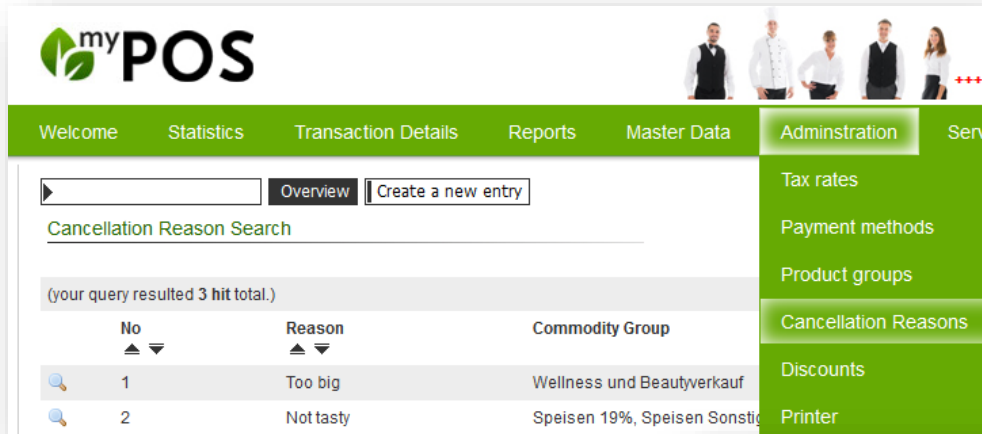 myPOS
++++
Welcome Statistics Transaction Details Reports Master Data Adminstration
Tax rates
Overview Create a new entry
Payment methods
Cancellation Reason Search
Product groups
(your query resulted 3 hit total.)
Cancellation Reasons
No Reason Commodity Group
Discounts
1 Too big Wellness und Beautyverkauf
2 Not tasty Speisen 19%, Speisen
Printer